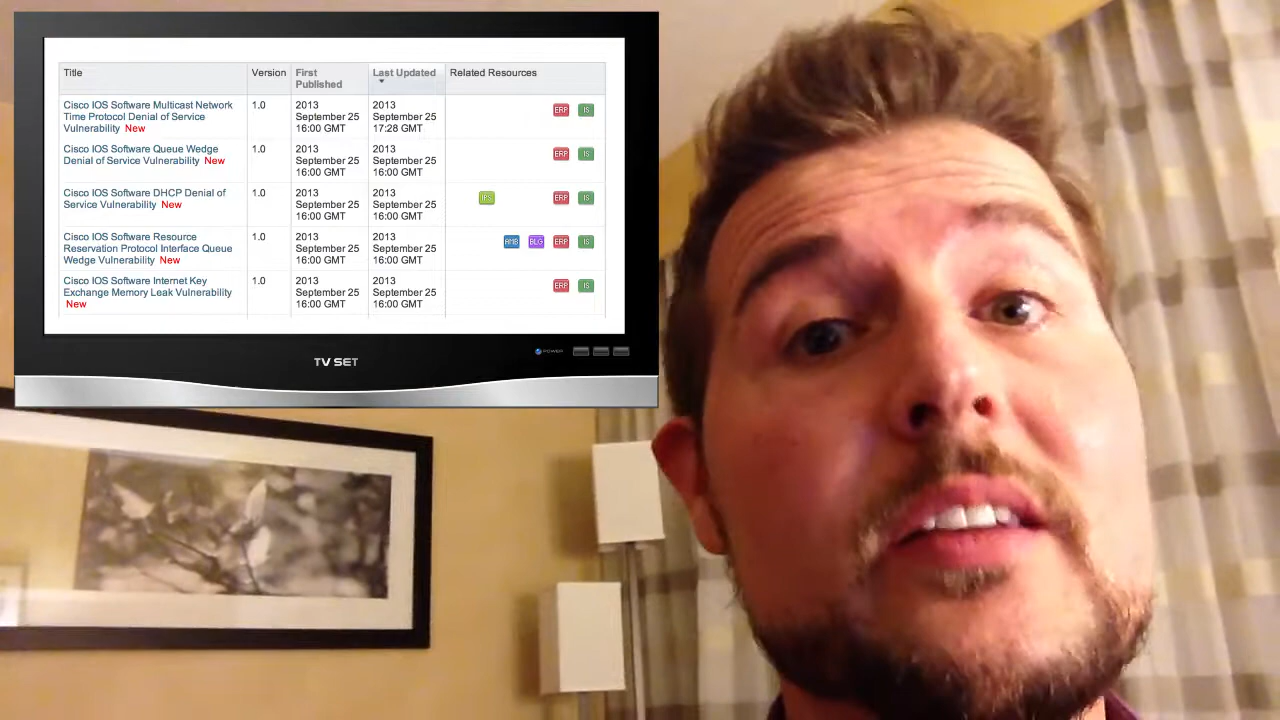 Title Version First Last Updated Related Resources
Published
Cisco IOS Software Multicast Network 1.0 2013 2013 ERP IS
Time Protocol Denial of Service September 25 September 25
Vulnerability New 16:00 GMT 17:28 GMT
Cisco IOS Software Queue Wedge 1.0 2013 2013 ERP IS
Denial of Service Vulnerability New September 25 September 25
16:00 GMT 16:00 GMT
Cisco IOS Software DHCP Denial of 1.0 2013 2013 IPS ERP IS
Service Vulnerability New September 25 September 25
16:00 GMT 16:00 GMT
Cisco IOS Software Resource 1.0 2013 2013 AMB BLG ERP IS
Reservation Protocol Interface Queue September 25 September 25
Wedge Vulnerability New 16:00 GMT 16:00 GMT
Cisco IOS Software Internet Key 1.0 2013 2013 ERP IS
Exchange Memory Leak Vulnerability September 25 September 25
New 16:00 GMT 16:00 GMT
TV SET POWER